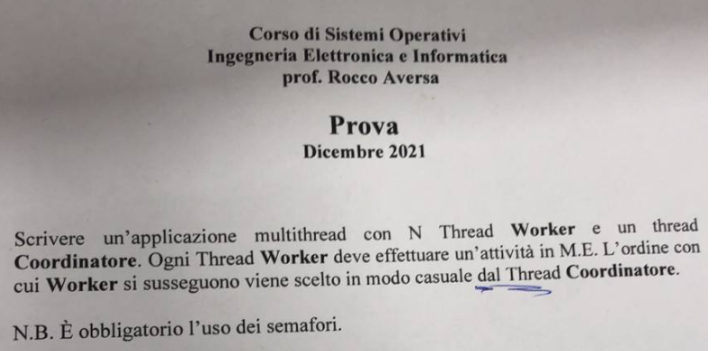 Corso di Sistemi Operativi
Ingegneria Elettronica e Informatica
prof. Rocco Aversa
Prova
Dicembre 2021
Scrivere un'applicazione multithread con N Thread Worker e un thread
Coordinatore. Ogni Thread Worker deve effettuare un'attività in M.E. L'ordine con
cui Worker si susseguono viene scelto in modo casuale dal Thread Coordinatore.
N.B. È obbligatorio l'uso dei semafori.